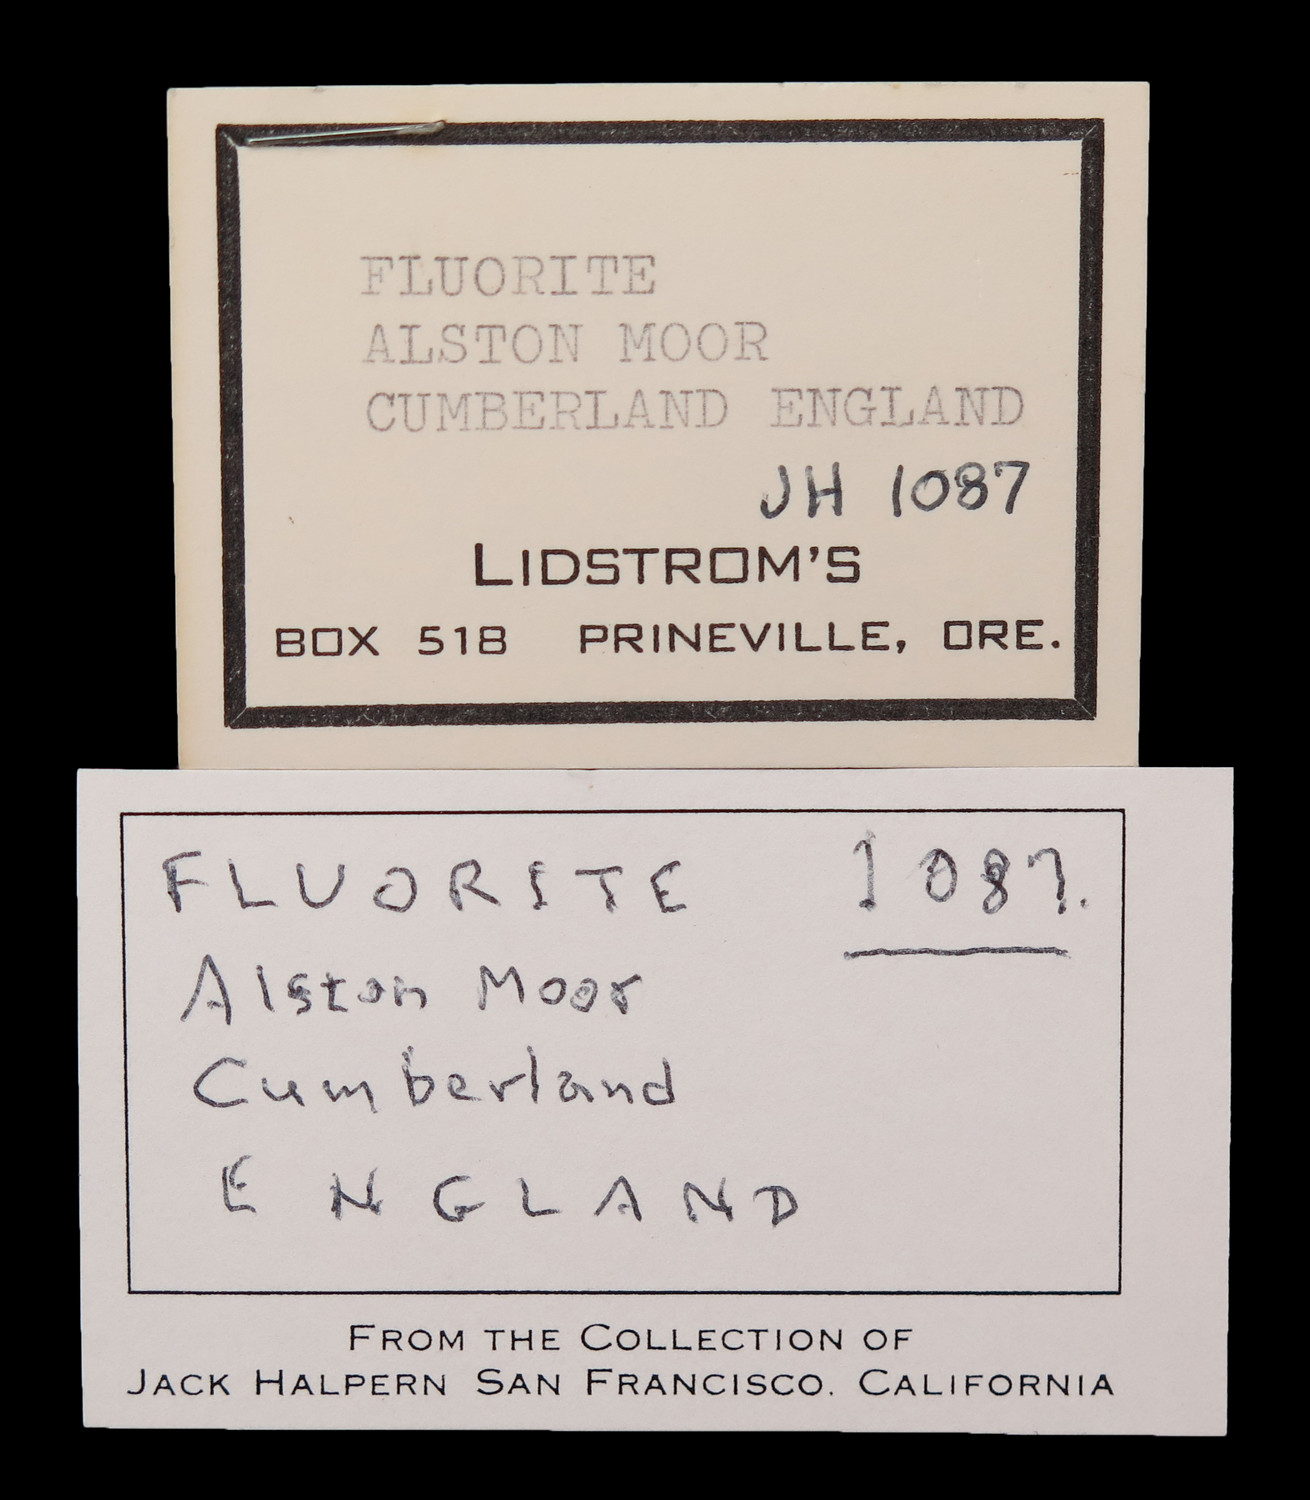 FLUORITE
ALSTON MOOR
CUMBERLAND ENGLAND
JH 1087
LIDSTROM'S
BOX 518 PRINEVILLE, ORE.
FLUORITE 1087.
Alston Moor
Cumberland
ENGLAND
FROM THE COLLECTION OF
JACK HALPERN SAN FRANCISCO. CALIFORNIA